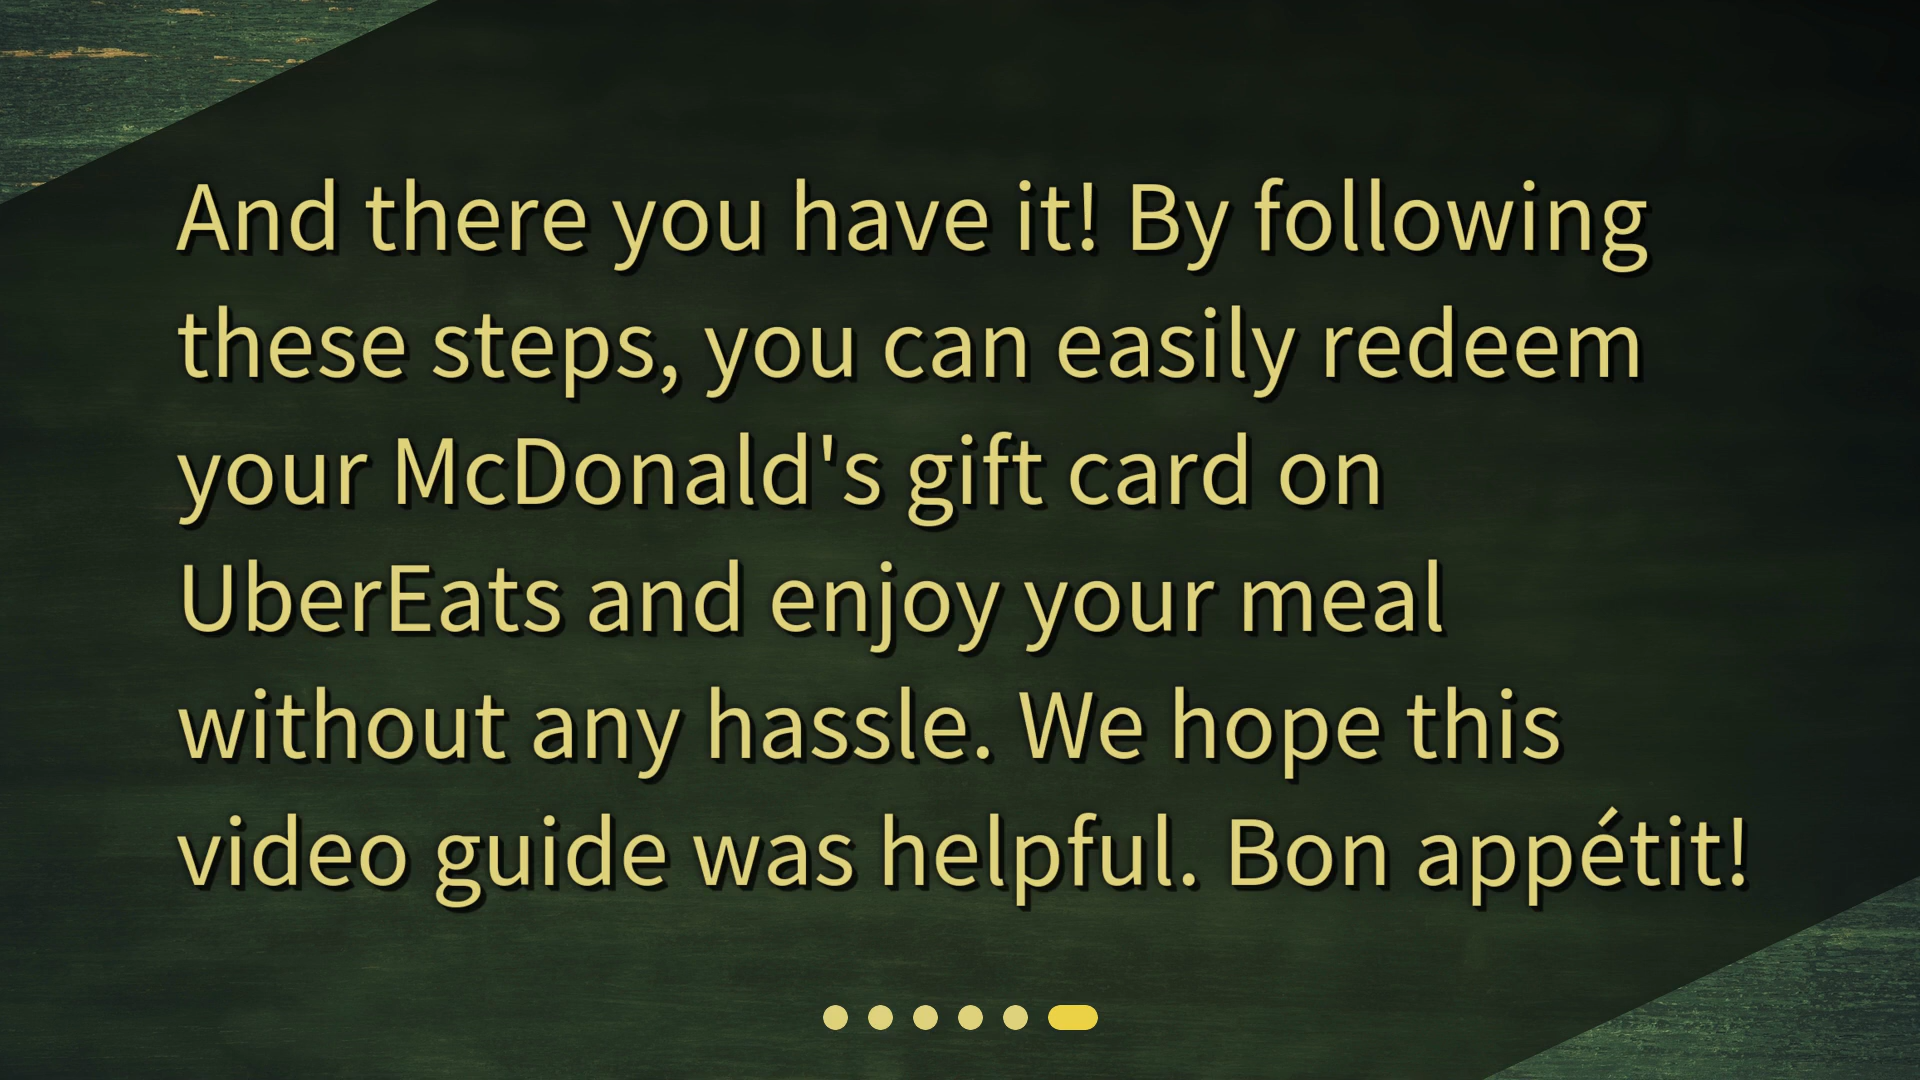 And there you have it! By following
these steps, you can easily redeem
your McDonald's gift card on
UberEats and enjoy your meal
without any hassle. We hope this
video guide was helpful. Bon appétit!